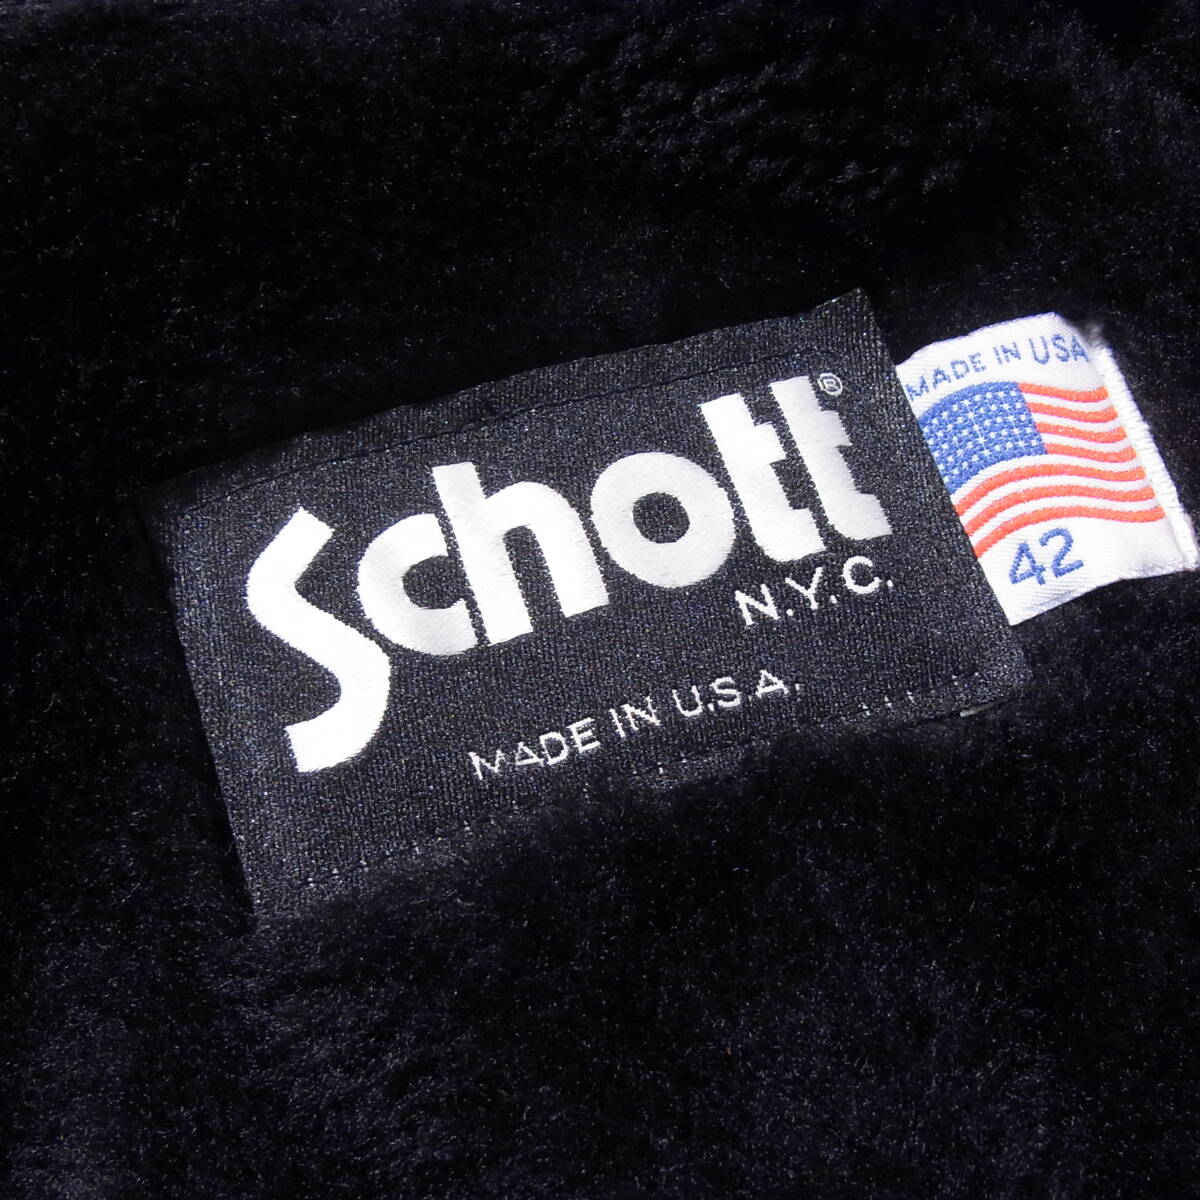 Schott®
N.Y.C.
MADE IN U.S.A.
MADE IN USA
42